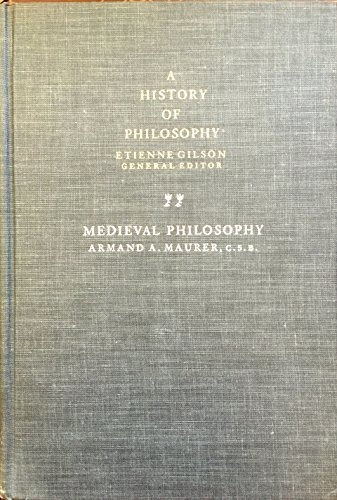 A
HISTORY
OF
PHILOSOPHY
ETIENNE GILSON
GENERAL EDITOR
MEDIEVAL PHILOSOPHY
ARMAND A. MAURER, C.S.B.